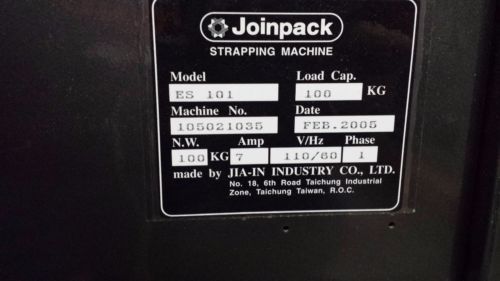 Joinpack
STRAPPING MACHINE
Model Load Cap.
ES 101 100 KG
Machine No. Date
105021035 FEB.2005
N.W. Amp V/Hz Phase
100 KG 7 110/60 1
made by JIA-IN INDUSTRY CO., LTD.
No. 18, 6th Road Taichung Industrial
Zone, Taichung Taiwan, R.O.C.